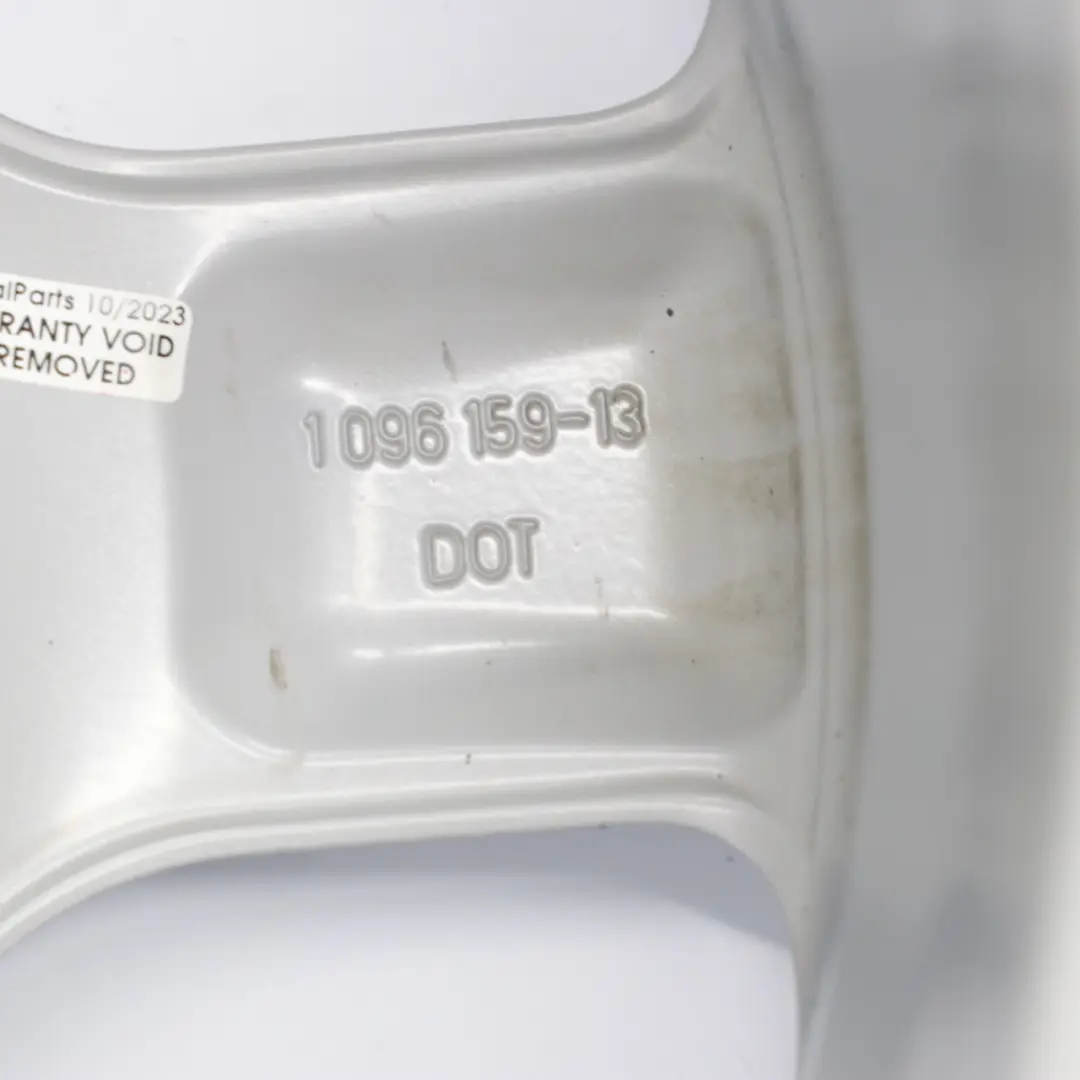 alParts 10/2023
RANTY VOID
REMOVED
1 096 159-13
DOT